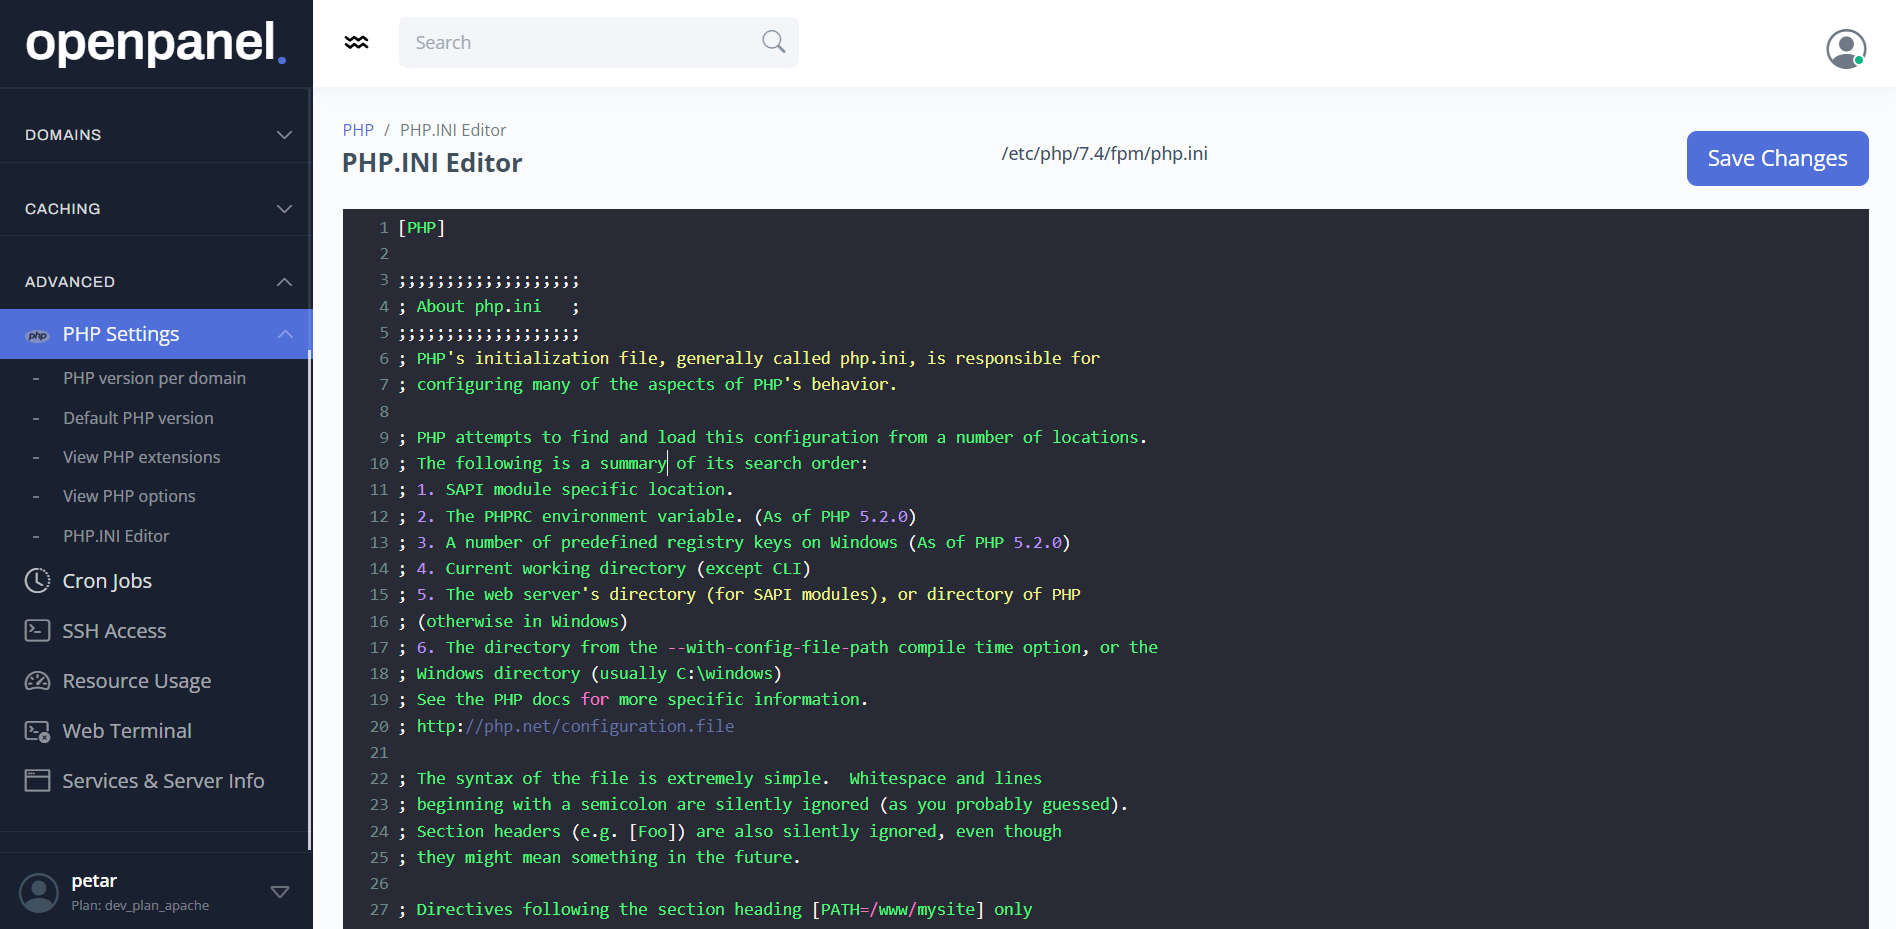 openpanel.
Search
DOMAINS
CACHING
ADVANCED
php PHP Settings
- PHP version per domain
- Default PHP version
- View PHP extensions
- View PHP options
- PHP.INI Editor
Cron Jobs
SSH Access
Resource Usage
Web Terminal
Services & Server Info
petar
Plan: dev_plan_apache
PHP / PHP.INI Editor
PHP.INI Editor
/etc/php/7.4/fpm/php.ini
Save Changes
1 [PHP]
2
3 ;;;;;;;;;;;;;;;;;;;
4 ; About php.ini   ;
5 ;;;;;;;;;;;;;;;;;;;
6 ; PHP's initialization file, generally called php.ini, is responsible for
7 ; configuring many of the aspects of PHP's behavior.
8
9 ; PHP attempts to find and load this configuration from a number of locations.
10 ; The following is a summary of its search order:
11 ; 1. SAPI module specific location.
12 ; 2. The PHPRC environment variable. (As of PHP 5.2.0)
13 ; 3. A number of predefined registry keys on Windows (As of PHP 5.2.0)
14 ; 4. Current working directory (except CLI)
15 ; 5. The web server's directory (for SAPI modules), or directory of PHP
16 ; (otherwise in Windows)
17 ; 6. The directory from the --with-config-file-path compile time option, or the
18 ; Windows directory (usually C:\windows)
19 ; See the PHP docs for more specific information.
20 ; http://php.net/configuration.file
21
22 ; The syntax of the file is extremely simple.  Whitespace and lines
23 ; beginning with a semicolon are silently ignored (as you probably guessed).
24 ; Section headers (e.g. [Foo]) are also silently ignored, even though
25 ; they might mean something in the future.
26
27 ; Directives following the section heading [PATH=/www/mysite] only